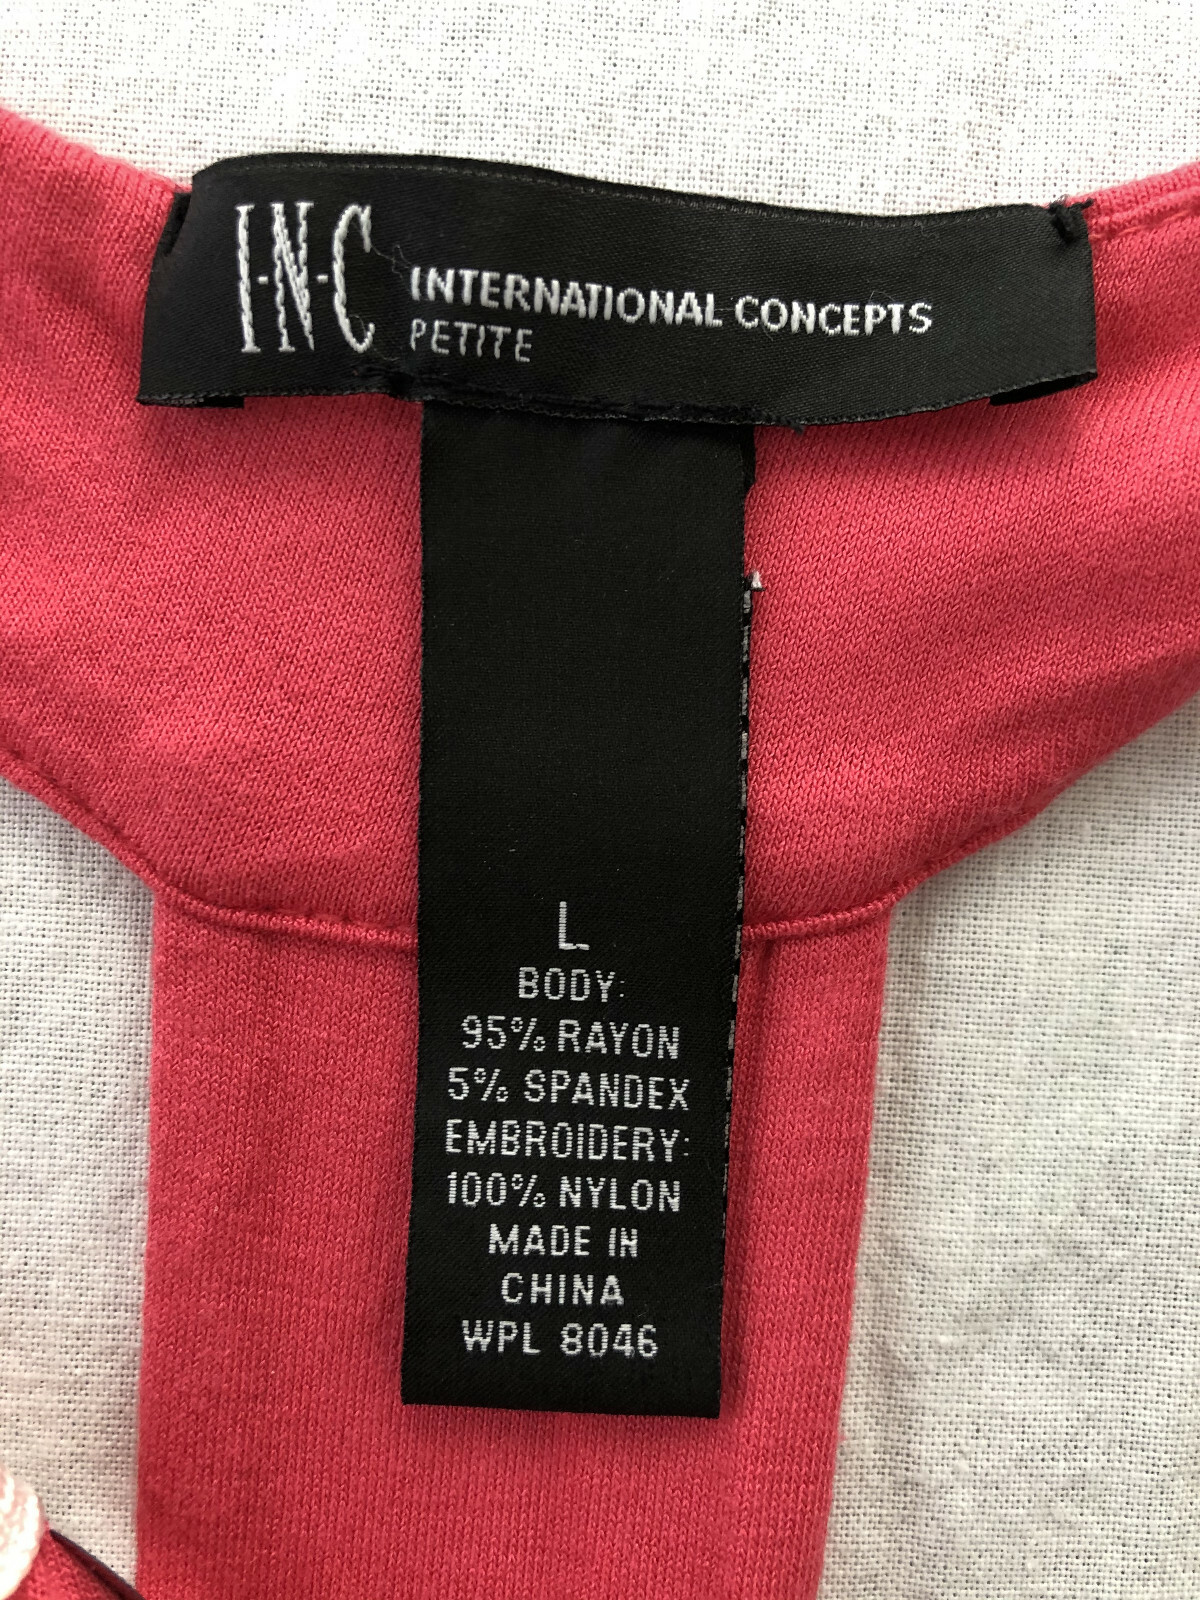 I·N·C INTERNATIONAL CONCEPTS
PETITE
L
BODY:
95% RAYON
5% SPANDEX
EMBROIDERY:
100% NYLON
MADE IN
CHINA
WPL 8046